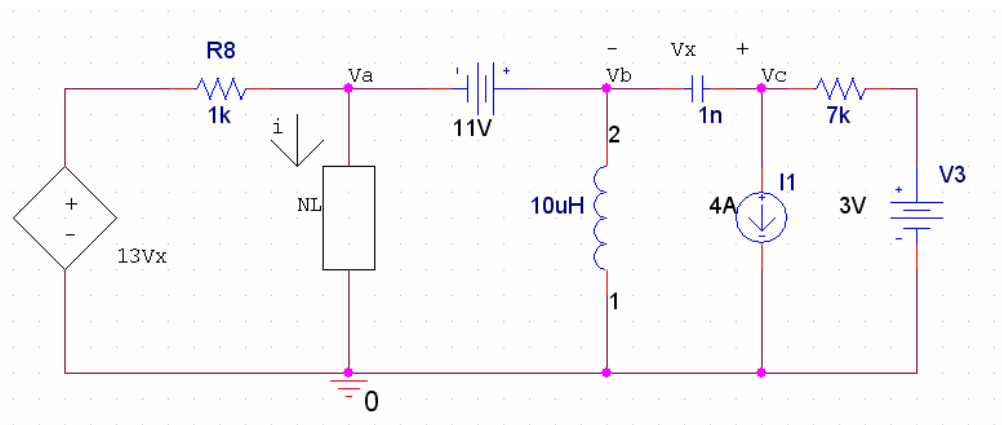 R8
1k
Va
i
NL
+
-
13Vx
- +
11V
- Vx +
Vb
Vc
1n
7k
2
10uH
1
I1
4A
+
-
V3
3V
+
-
0